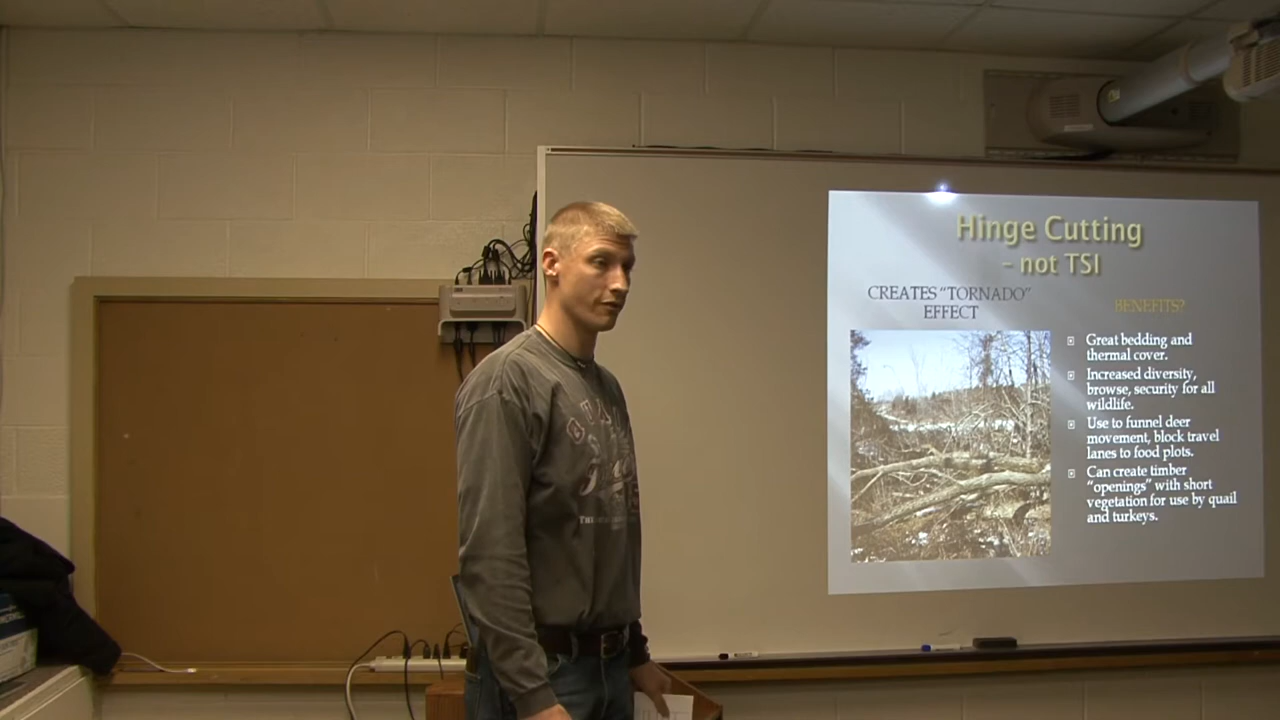 Hinge Cutting
- not TSI
CREATES "TORNADO"
EFFECT
BENEFITS?
Great bedding and
thermal cover.
Increased diversity,
browse, security for all
wildlife.
Use to funnel deer
movement, block travel
lanes to food plots.
Can create timber
"openings" with short
vegetation for use by quail
and turkeys.